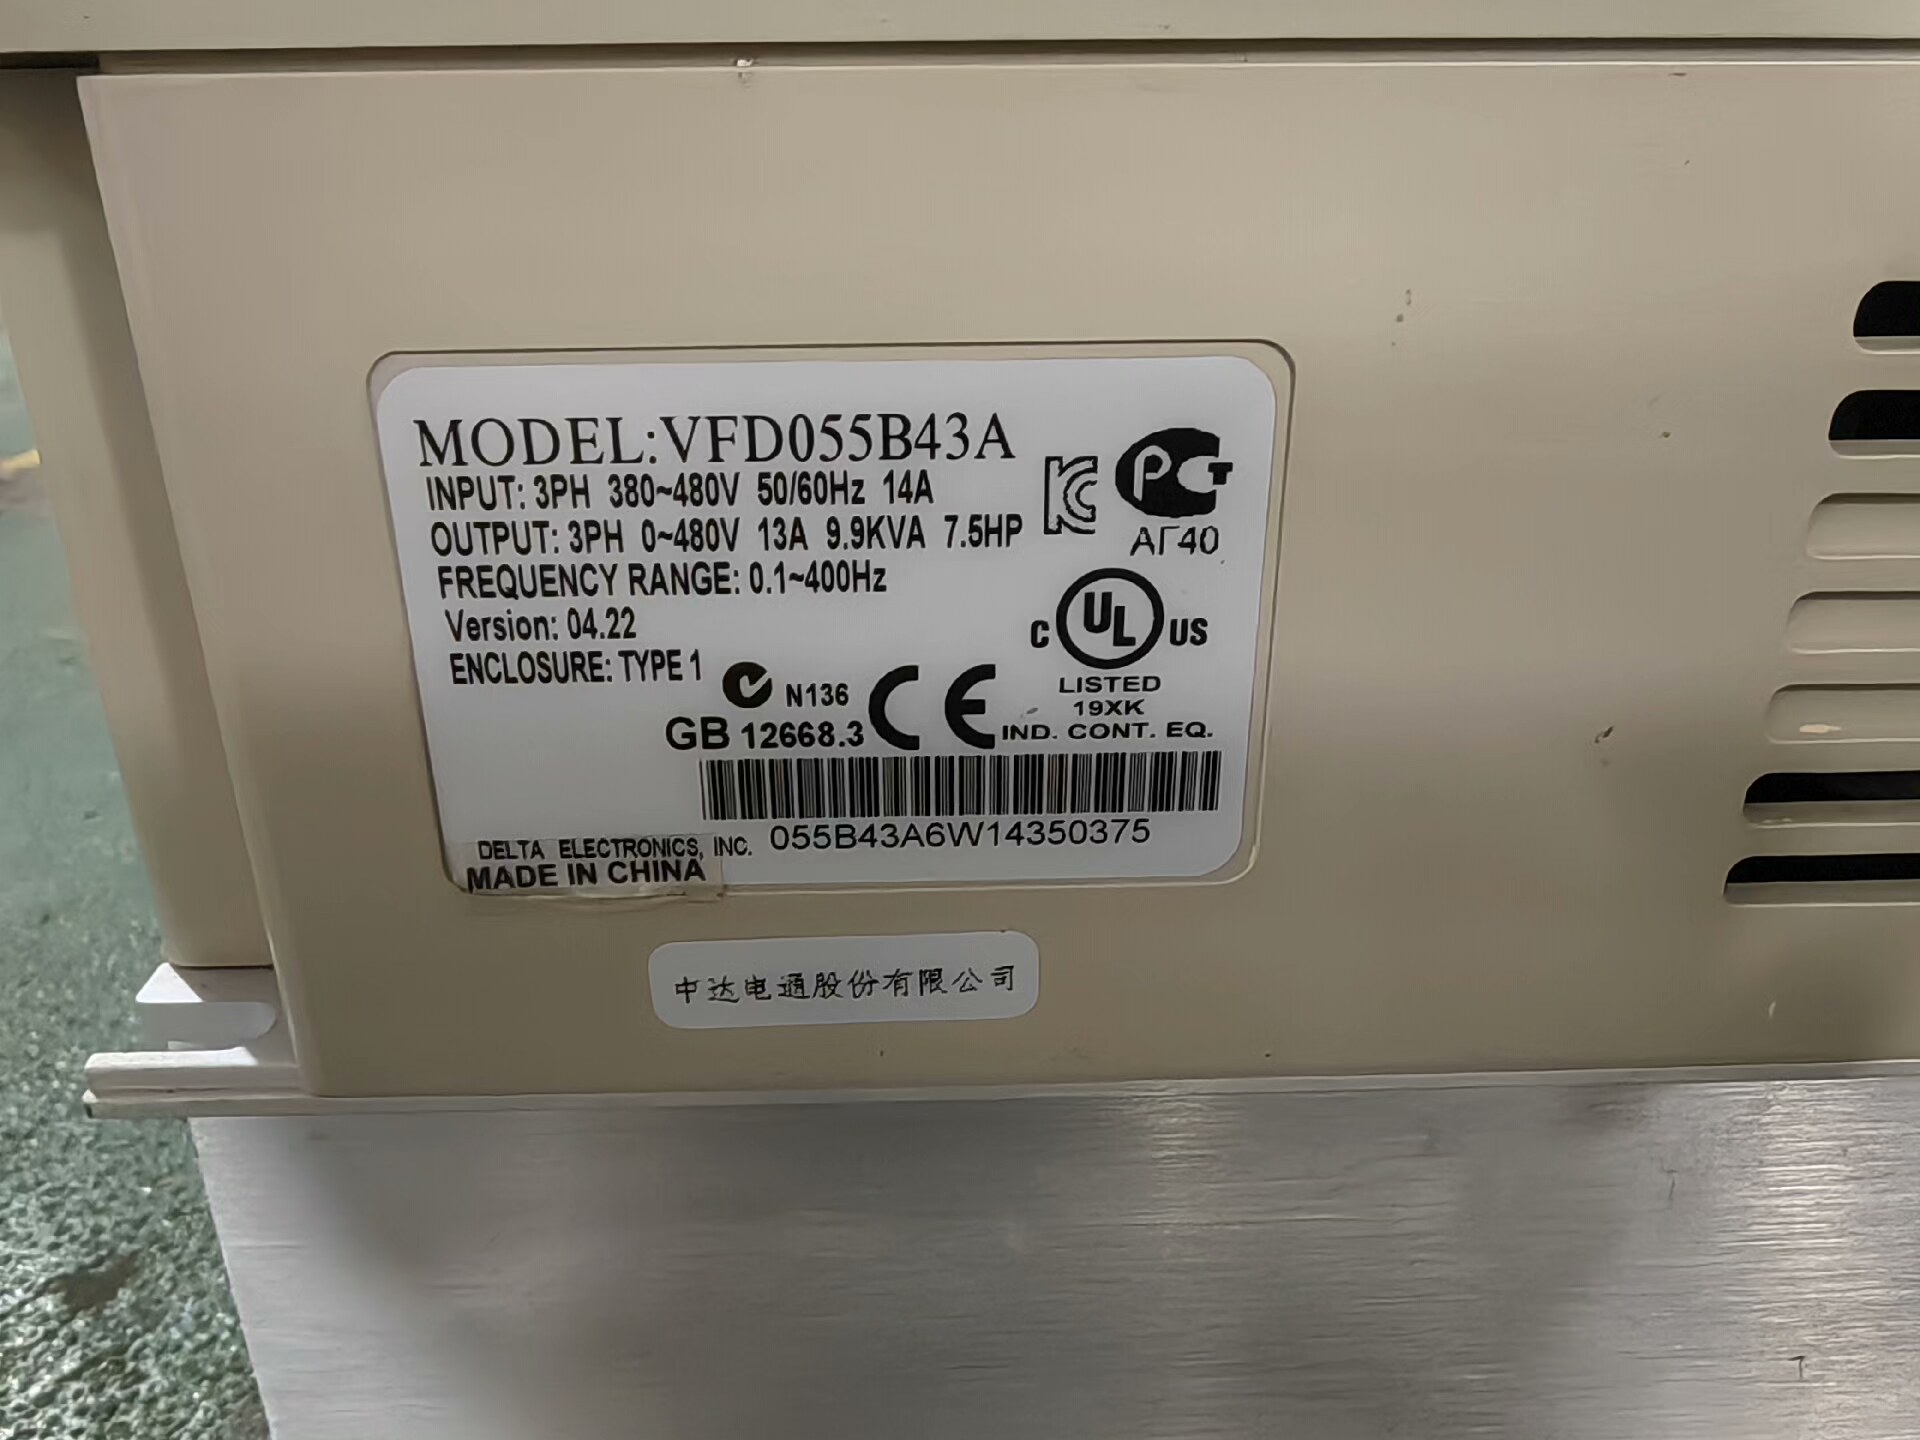 MODEL:VFD055B43A
INPUT: 3PH 380~480V 50/60Hz 14A
OUTPUT: 3PH 0~480V 13A 9.9KVA 7.5HP
FREQUENCY RANGE: 0.1~400Hz
Version: 04.22
ENCLOSURE: TYPE 1
KC
РСТ
АГ40
C UL US
LISTED
19XK
IND. CONT. EQ.
N136
GB 12668.3
CE
055B43A6W14350375
DELTA ELECTRONICS, INC.
MADE IN CHINA
中达电通股份有限公司